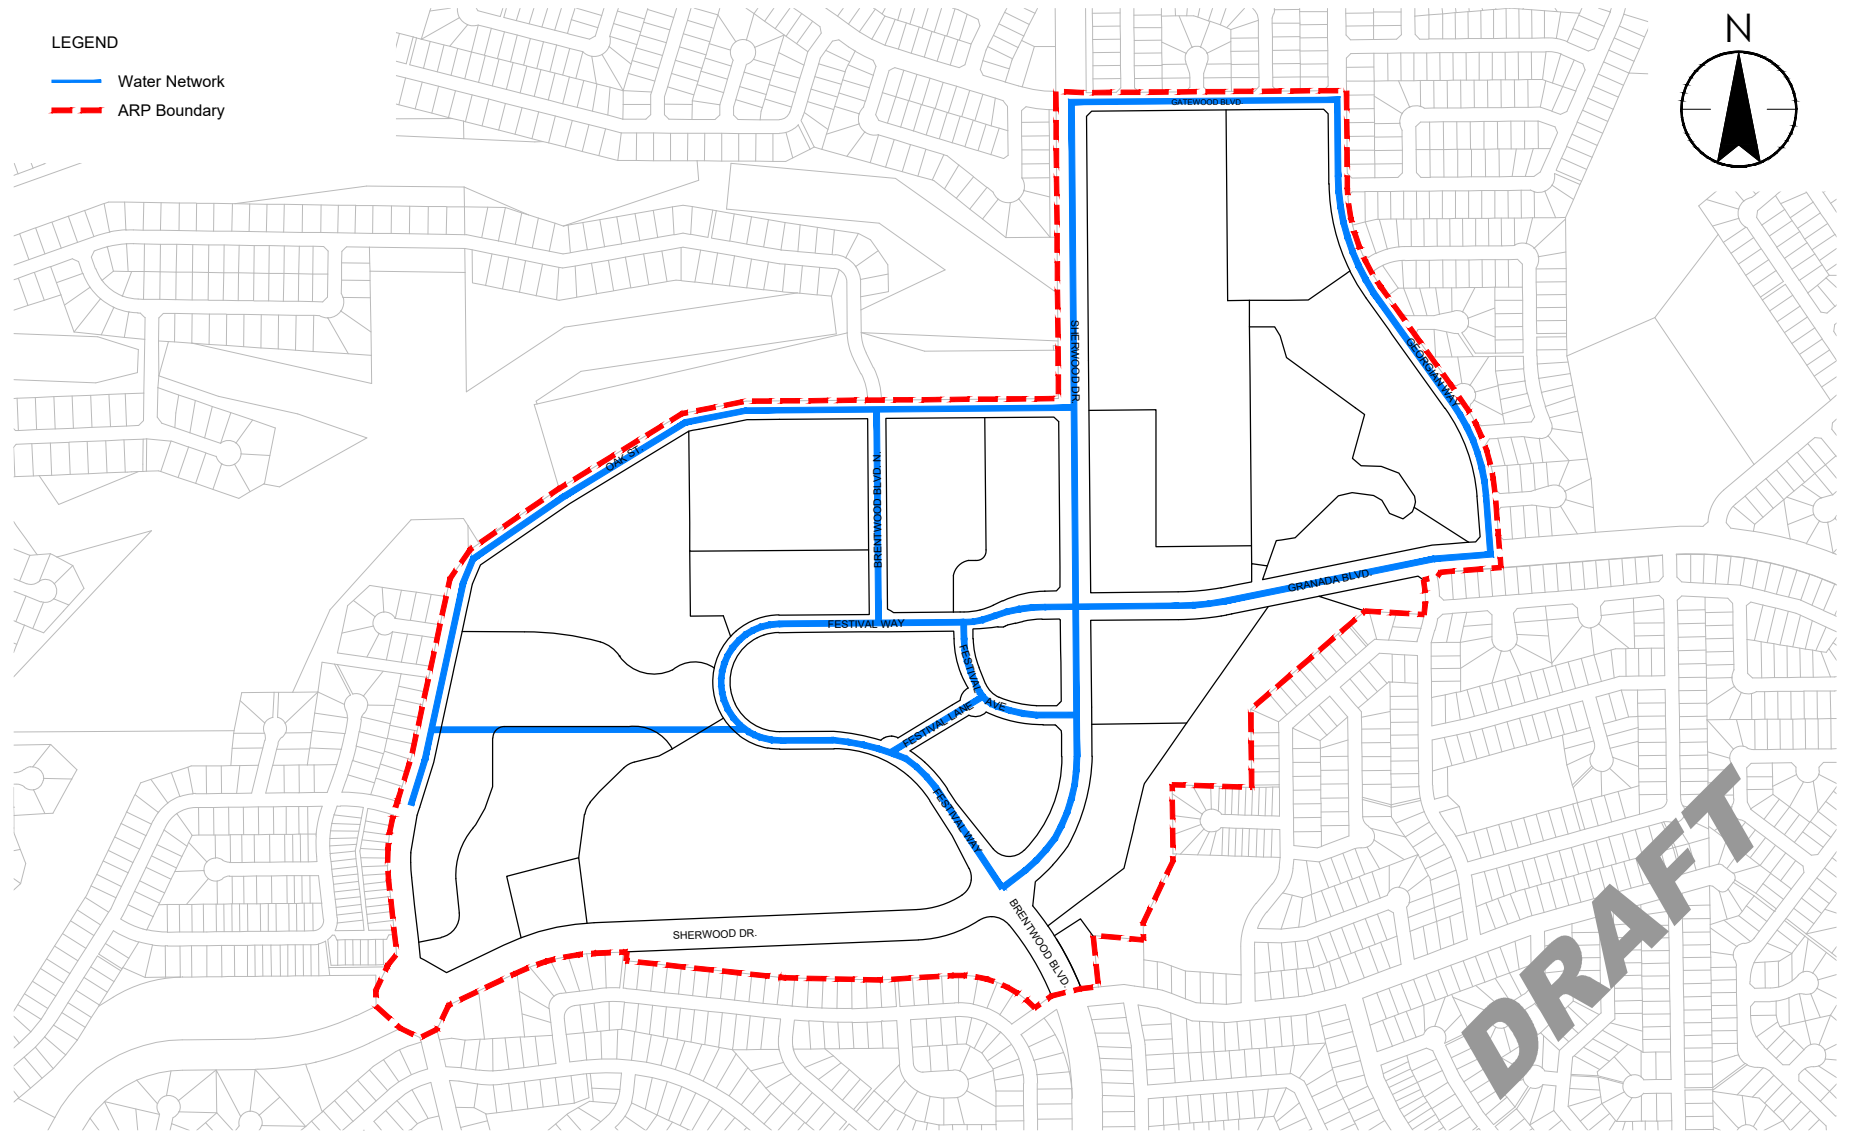 LEGEND
Water Network
ARP Boundary
N
GATEWOOD BLVD.
SHERWOOD DR.
GEORGIAN WAY
OAK ST.
BRENTWOOD BLVD. N.
GRANADA BLVD.
FESTIVAL WAY
FESTIVAL AVE
FESTIVAL LANE
FESTIVAL WAY
BRENTWOOD BLVD.
SHERWOOD DR.
DRAFT